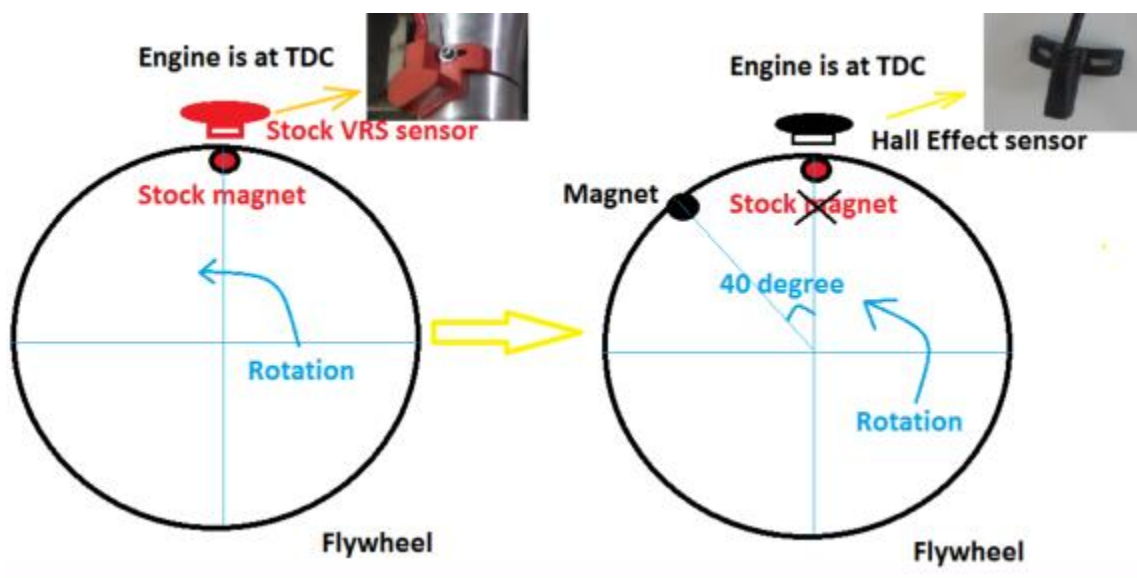 Engine is at TDC
Stock VRS sensor
Stock magnet
Rotation
Flywheel
Engine is at TDC
Hall Effect sensor
Magnet
Stock magnet
40 degree
Rotation
Flywheel